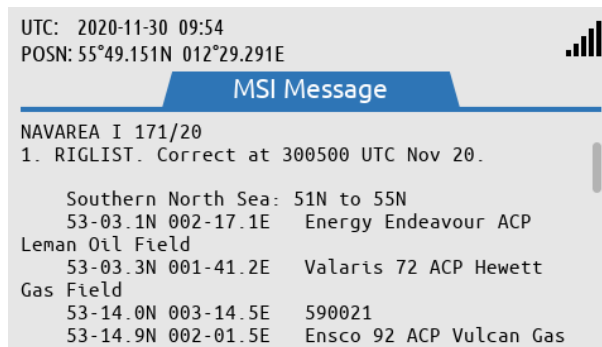 UTC: 2020-11-30 09:54
POSN: 55°49.151N 012°29.291E
MSI Message
NAVAREA I 171/20
1. RIGLIST. Correct at 300500 UTC Nov 20.
Southern North Sea: 51N to 55N
53-03.1N 002-17.1E Energy Endeavour ACP
Leman Oil Field
53-03.3N 001-41.2E Valaris 72 ACP Hewett
Gas Field
53-14.0N 003-14.5E 590021
53-14.9N 002-01.5E Ensco 92 ACP Vulcan Gas